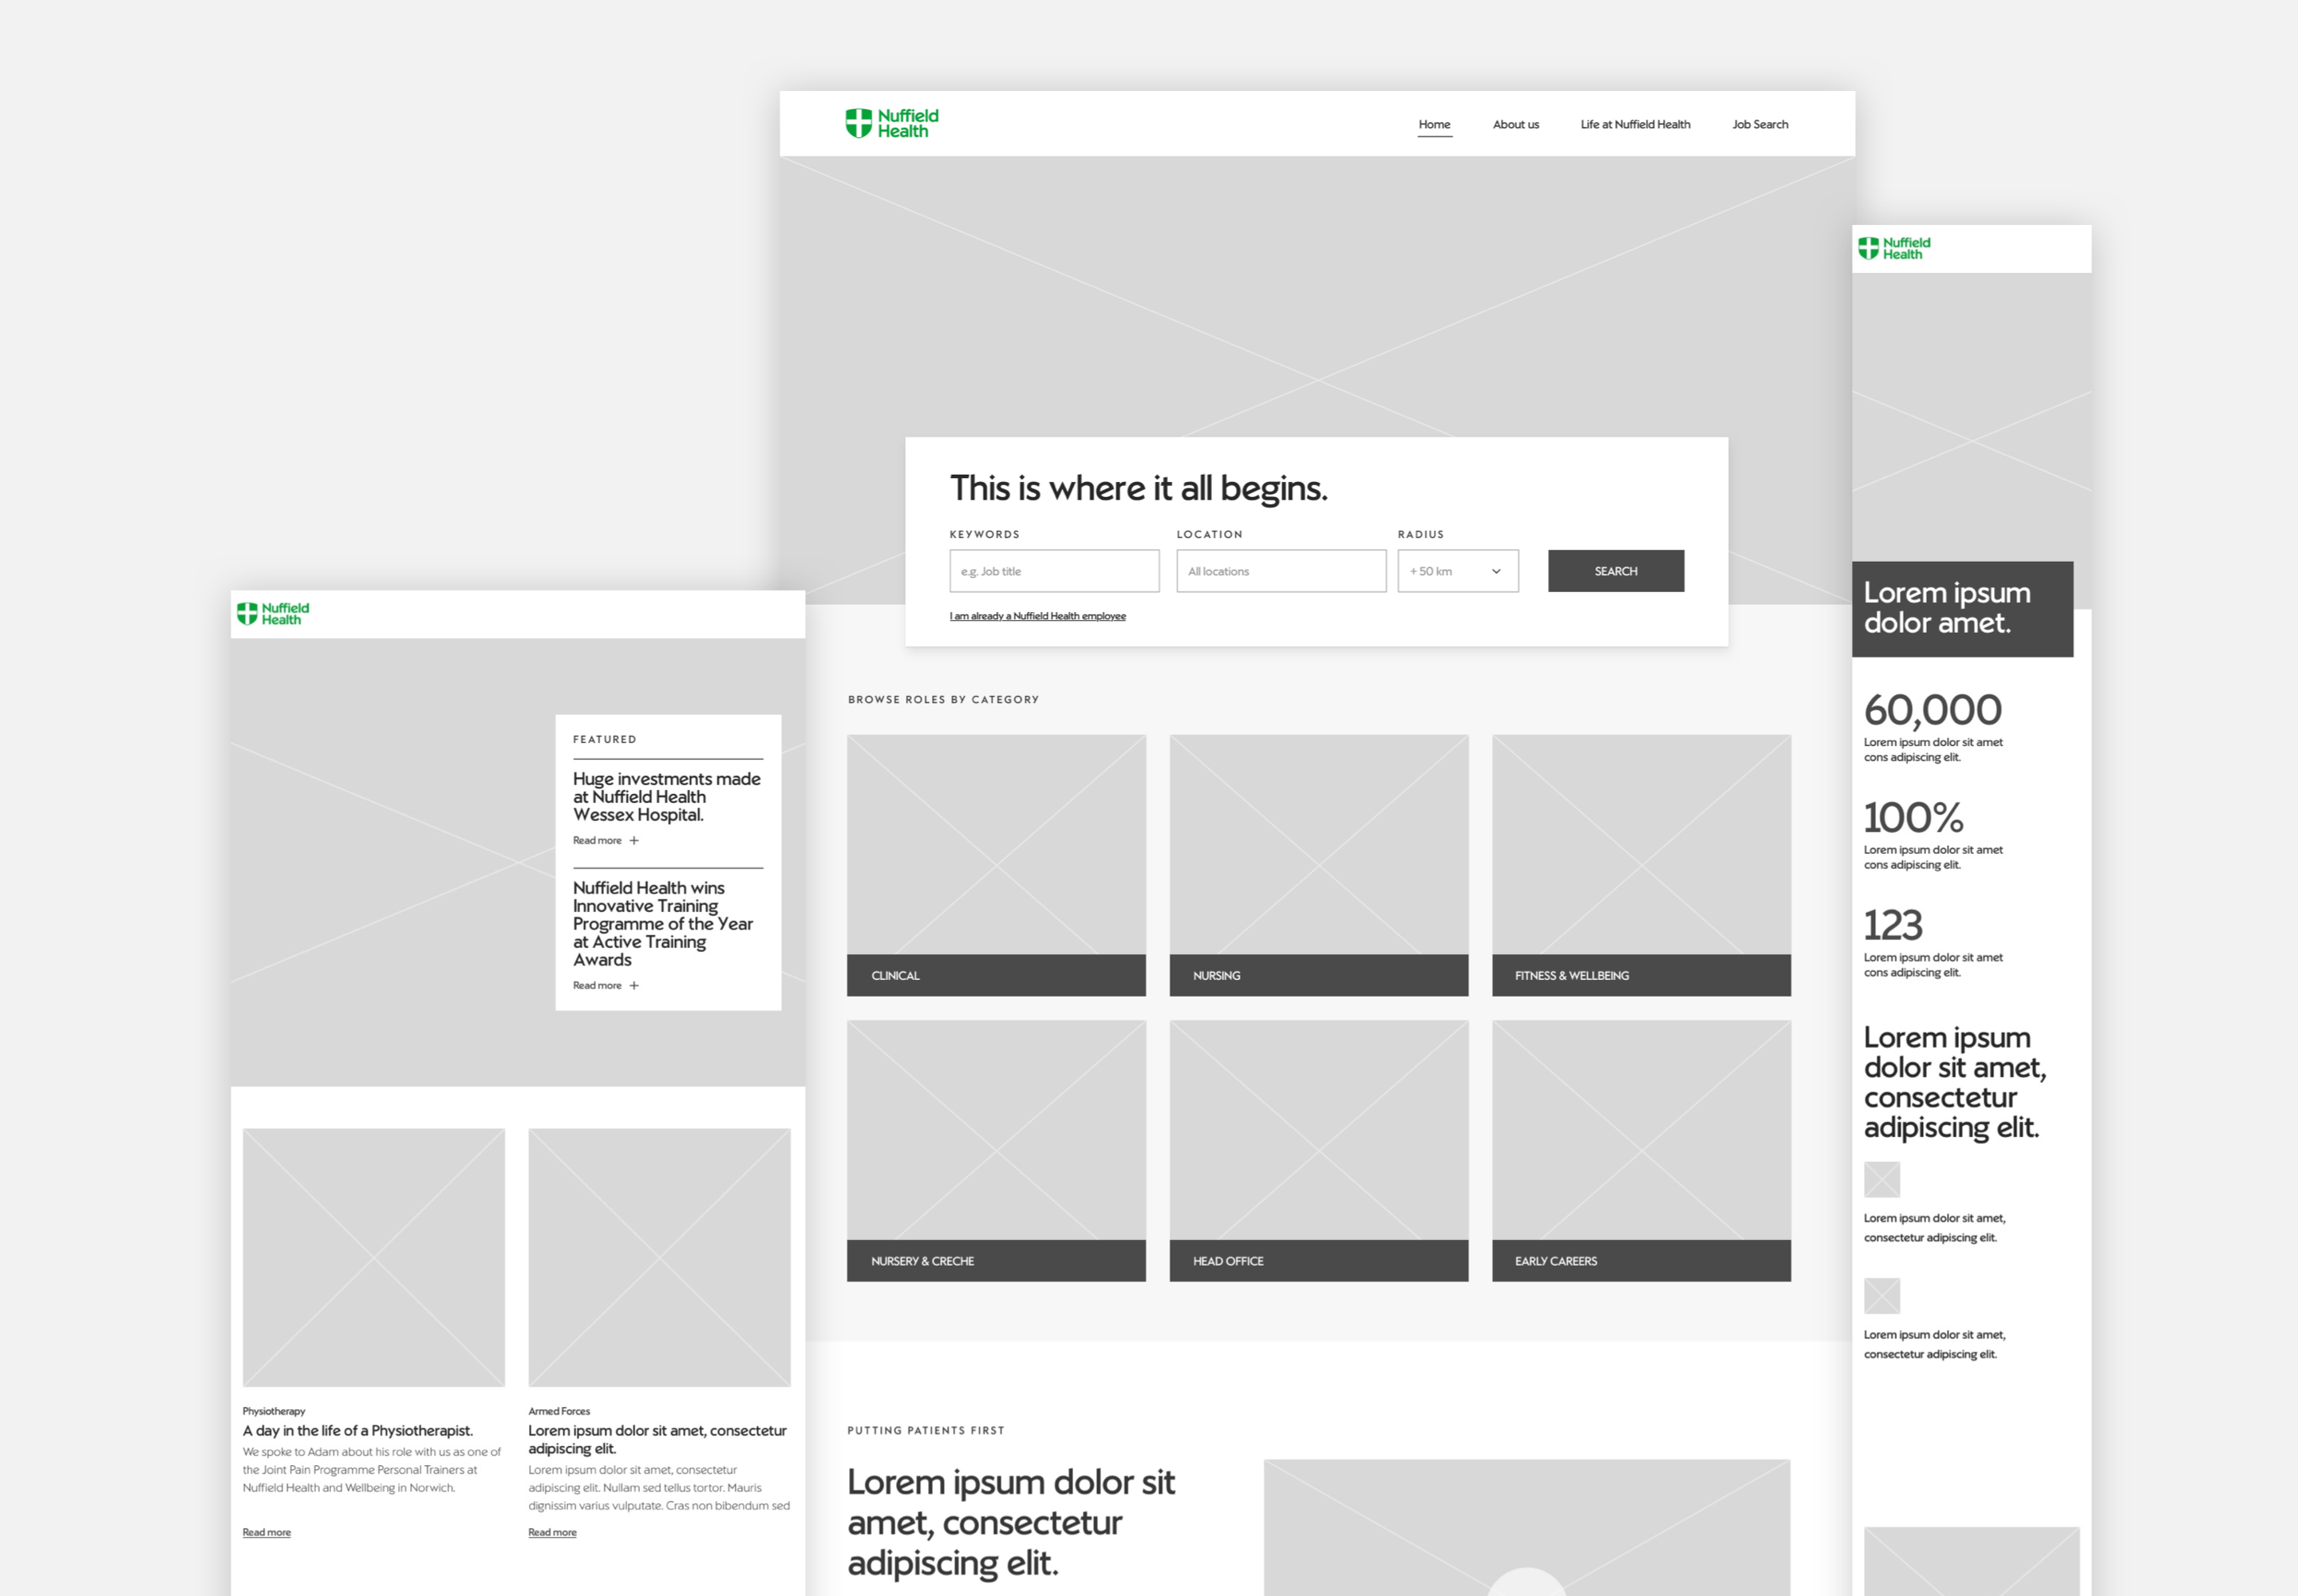 Nuffield
Health
Home
About us
Life at Nuffield Health
Job Search
This is where it all begins.
KEYWORDS
LOCATION
RADIUS
e.g. Job title
All locations
+ 50 km
SEARCH
I am already a Nuffield Health employee
BROWSE ROLES BY CATEGORY
CLINICAL
NURSING
FITNESS & WELLBEING
NURSERY & CRECHE
HEAD OFFICE
EARLY CAREERS
PUTTING PATIENTS FIRST
Lorem ipsum dolor sit
amet, consectetur
adipiscing elit.
Nuffield
Health
FEATURED
Huge investments made
at Nuffield Health
Wessex Hospital.
Read more +
Nuffield Health wins
Innovative Training
Programme of the Year
at Active Training
Awards
Read more +
Physiotherapy
A day in the life of a Physiotherapist.
We spoke to Adam about his role with us as one of
the Joint Pain Programme Personal Trainers at
Nuffield Health and Wellbeing in Norwich.
Read more
Armed Forces
Lorem ipsum dolor sit amet, consectetur
adipiscing elit.
Lorem ipsum dolor sit amet, consectetur
adipiscing elit. Nullam sed tellus tortor. Mauris
dignissim varius vulputate. Cras non bibendum sed
Read more
Nuffield
Health
Lorem ipsum
dolor amet.
60,000
Lorem ipsum dolor sit amet
cons adipiscing elit.
100%
Lorem ipsum dolor sit amet
cons adipiscing elit.
123
Lorem ipsum dolor sit amet
cons adipiscing elit.
Lorem ipsum
dolor sit amet,
consectetur
adipiscing elit.
Lorem ipsum dolor sit amet,
consectetur adipiscing elit.
Lorem ipsum dolor sit amet,
consectetur adipiscing elit.